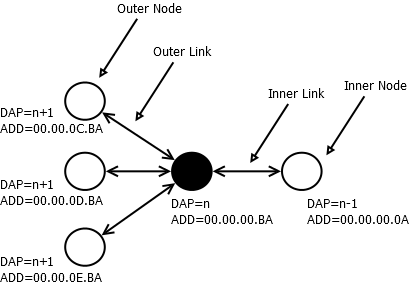 Outer Node
Outer Link
Inner Link
Inner Node
DAP=n+1
ADD=00.00.0C.BA
DAP=n+1
ADD=00.00.0D.BA
DAP=n
ADD=00.00.00.BA
DAP=n-1
ADD=00.00.00.0A
DAP=n+1
ADD=00.00.0E.BA